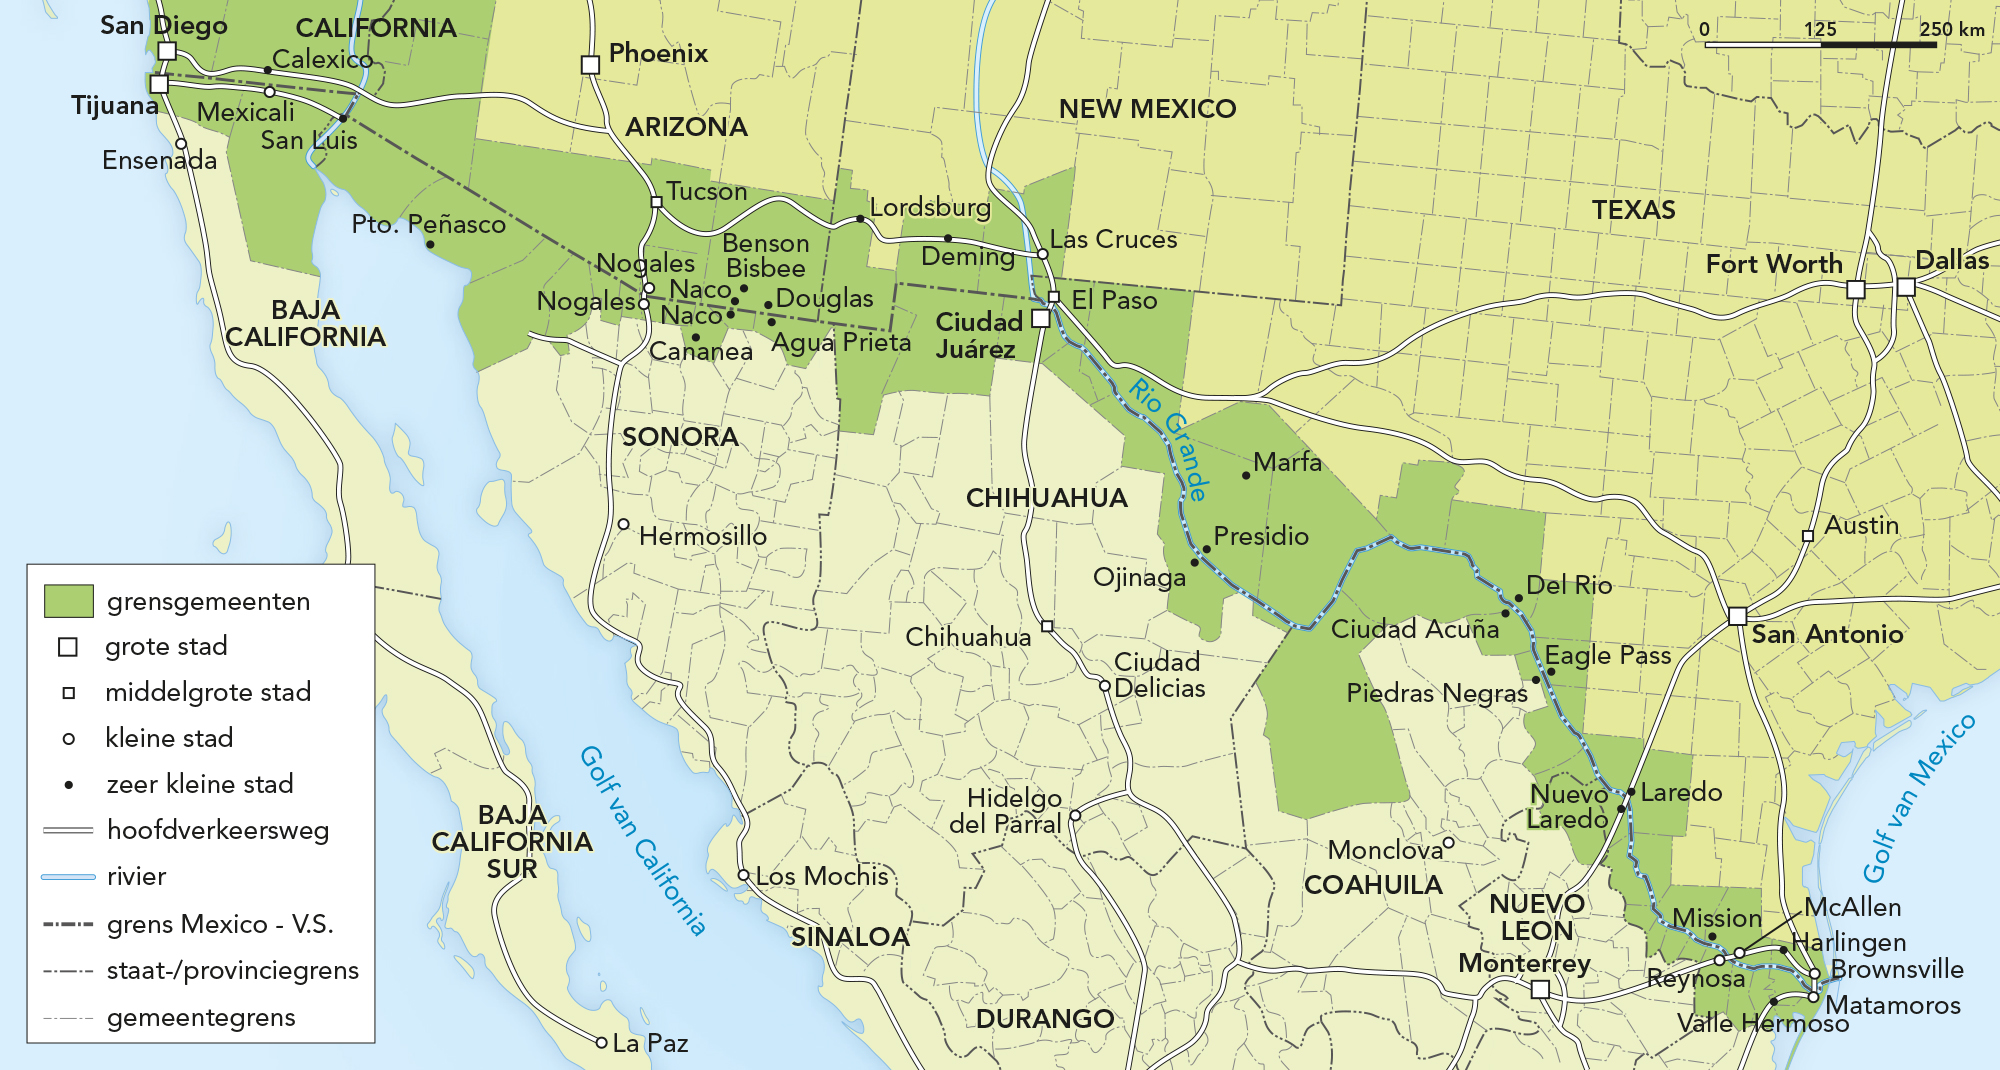 San Diego
CALIFORNIA
Calexico
Tijuana
Mexicali
San Luis
Ensenada
Phoenix
ARIZONA
NEW MEXICO
0 125 250 km
TEXAS
Tucson
Pto. Peñasco
Lordsburg
Deming
Las Cruces
Benson
Bisbee
Nogales
Nogales
Naco
Naco
Douglas
Agua Prieta
Cananea
El Paso
Ciudad
Juárez
Fort Worth
Dallas
BAJA
CALIFORNIA
Rio Grande
SONORA
Marfa
CHIHUAHUA
Hermosillo
Presidio
Ojinaga
Austin
Del Rio
Ciudad Acuña
Chihuahua
San Antonio
Eagle Pass
Piedras Negras
Ciudad
Delicias
Golf van California
Golf van Mexico
Hidelgo
del Parral
Nuevo
Laredo
Laredo
BAJA
CALIFORNIA
SUR
Monclova
COAHUILA
Los Mochis
SINALOA
NUEVO
LEON
Monterrey
Mission
McAllen
Harlingen
Brownsville
Reynosa
Matamoros
Valle Hermoso
DURANGO
La Paz
grensgemeenten
grote stad
middelgrote stad
kleine stad
zeer kleine stad
hoofdverkeersweg
rivier
grens Mexico - V.S.
staat-/provinciegrens
gemeentegrens